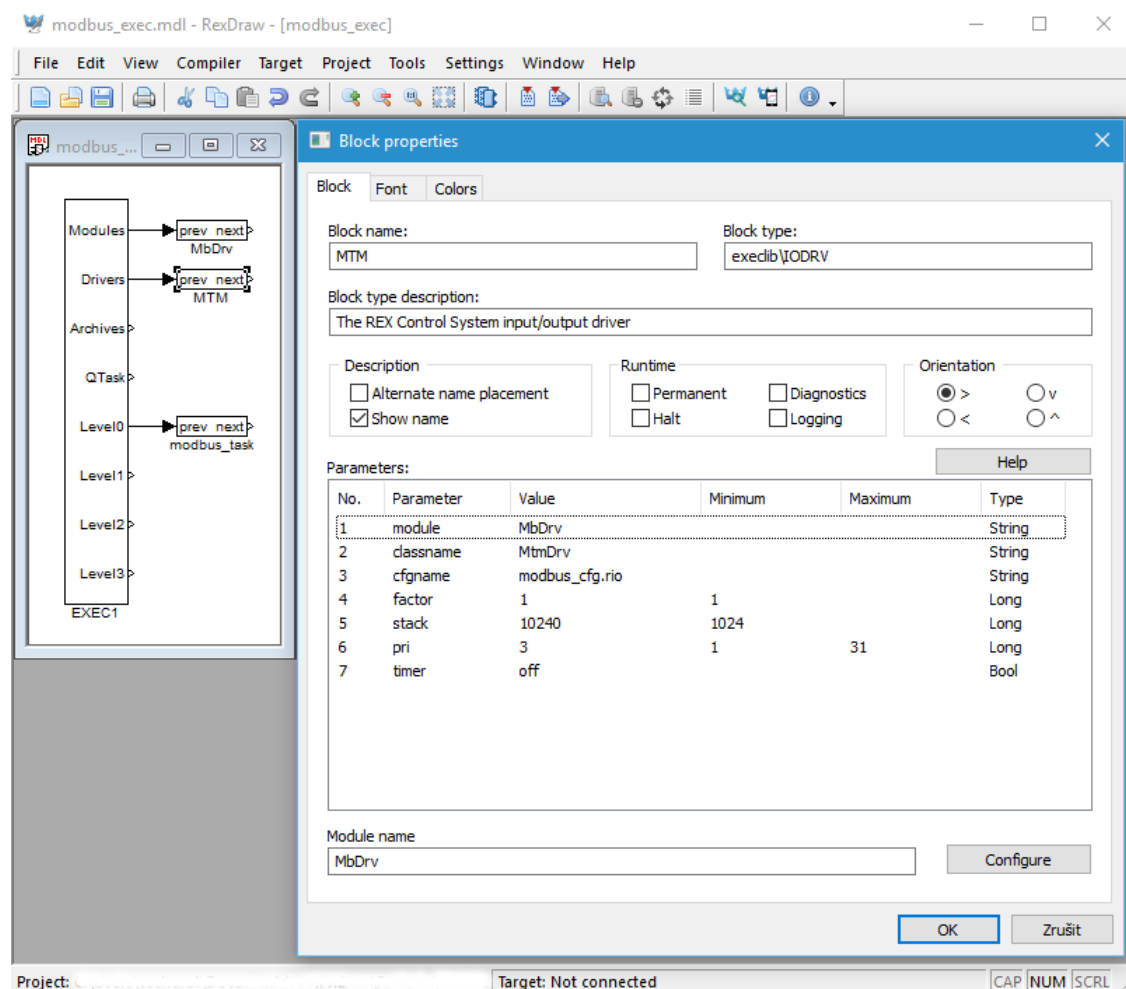 modbus_exec.mdl - RexDraw - [modbus_exec]
File Edit View Compiler Target Project Tools Settings Window Help
modbus_...
Modules prev next
MbDrv
Drivers prev next
MTM
Archives
QTask
Level0 prev next
modbus_task
Level1
Level2
Level3
EXEC1
Block properties
Block Font Colors
Block name: Block type:
MTM execlib\IODRV
Block type description:
The REX Control System input/output driver
Description Runtime Orientation
Alternate name placement Permanent Diagnostics > v
Show name Halt Logging < ^
Help
Parameters:
No. Parameter Value Minimum Maximum Type
1 module MbDrv String
2 classname MtmDrv String
3 cfgname modbus_cfg.rio String
4 factor 1 1 Long
5 stack 10240 1024 Long
6 pri 3 1 31 Long
7 timer off Bool
Module name
MbDrv Configure
OK Zrušit
Project: Target: Not connected CAP NUM SCRL